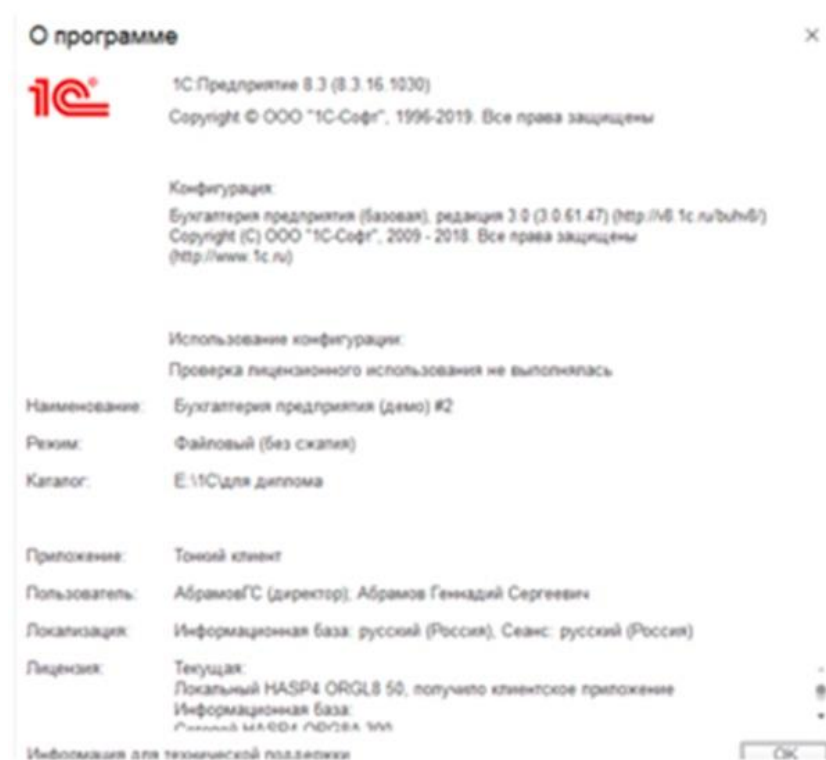 О программе
1С®
1С:Предприятие 8.3 (8.3.16.1030)
Copyright © ООО "1С-Софт", 1996-2019. Все права защищены
Конфигурация:
Бухгалтерия предприятия (базовая), редакция 3.0 (3.0.61.47) (http://v8.1c.ru/buhv8/)
Copyright (С) ООО "1С-Софт", 2009 - 2018. Все права защищены
(http://www.1c.ru)
Использование конфигурации:
Проверка лицензионного использования не выполнялась
Наименование: Бухгалтерия предприятия (демо) #2
Режим: Файловый (без сжатия)
Каталог: E:\1С\для диплома
Приложение: Тонкий клиент
Пользователь: АбрамовГС (директор); Абрамов Геннадий Сергеевич
Локализация: Информационная база: русский (Россия), Сеанс: русский (Россия)
Лицензия: Текущая:
Локальный HASP4 ORGL8 50, получило клиентское приложение
Информационная база:
Сетевой HASP4 ORG8A 300
Информация для технической поддержки
OK